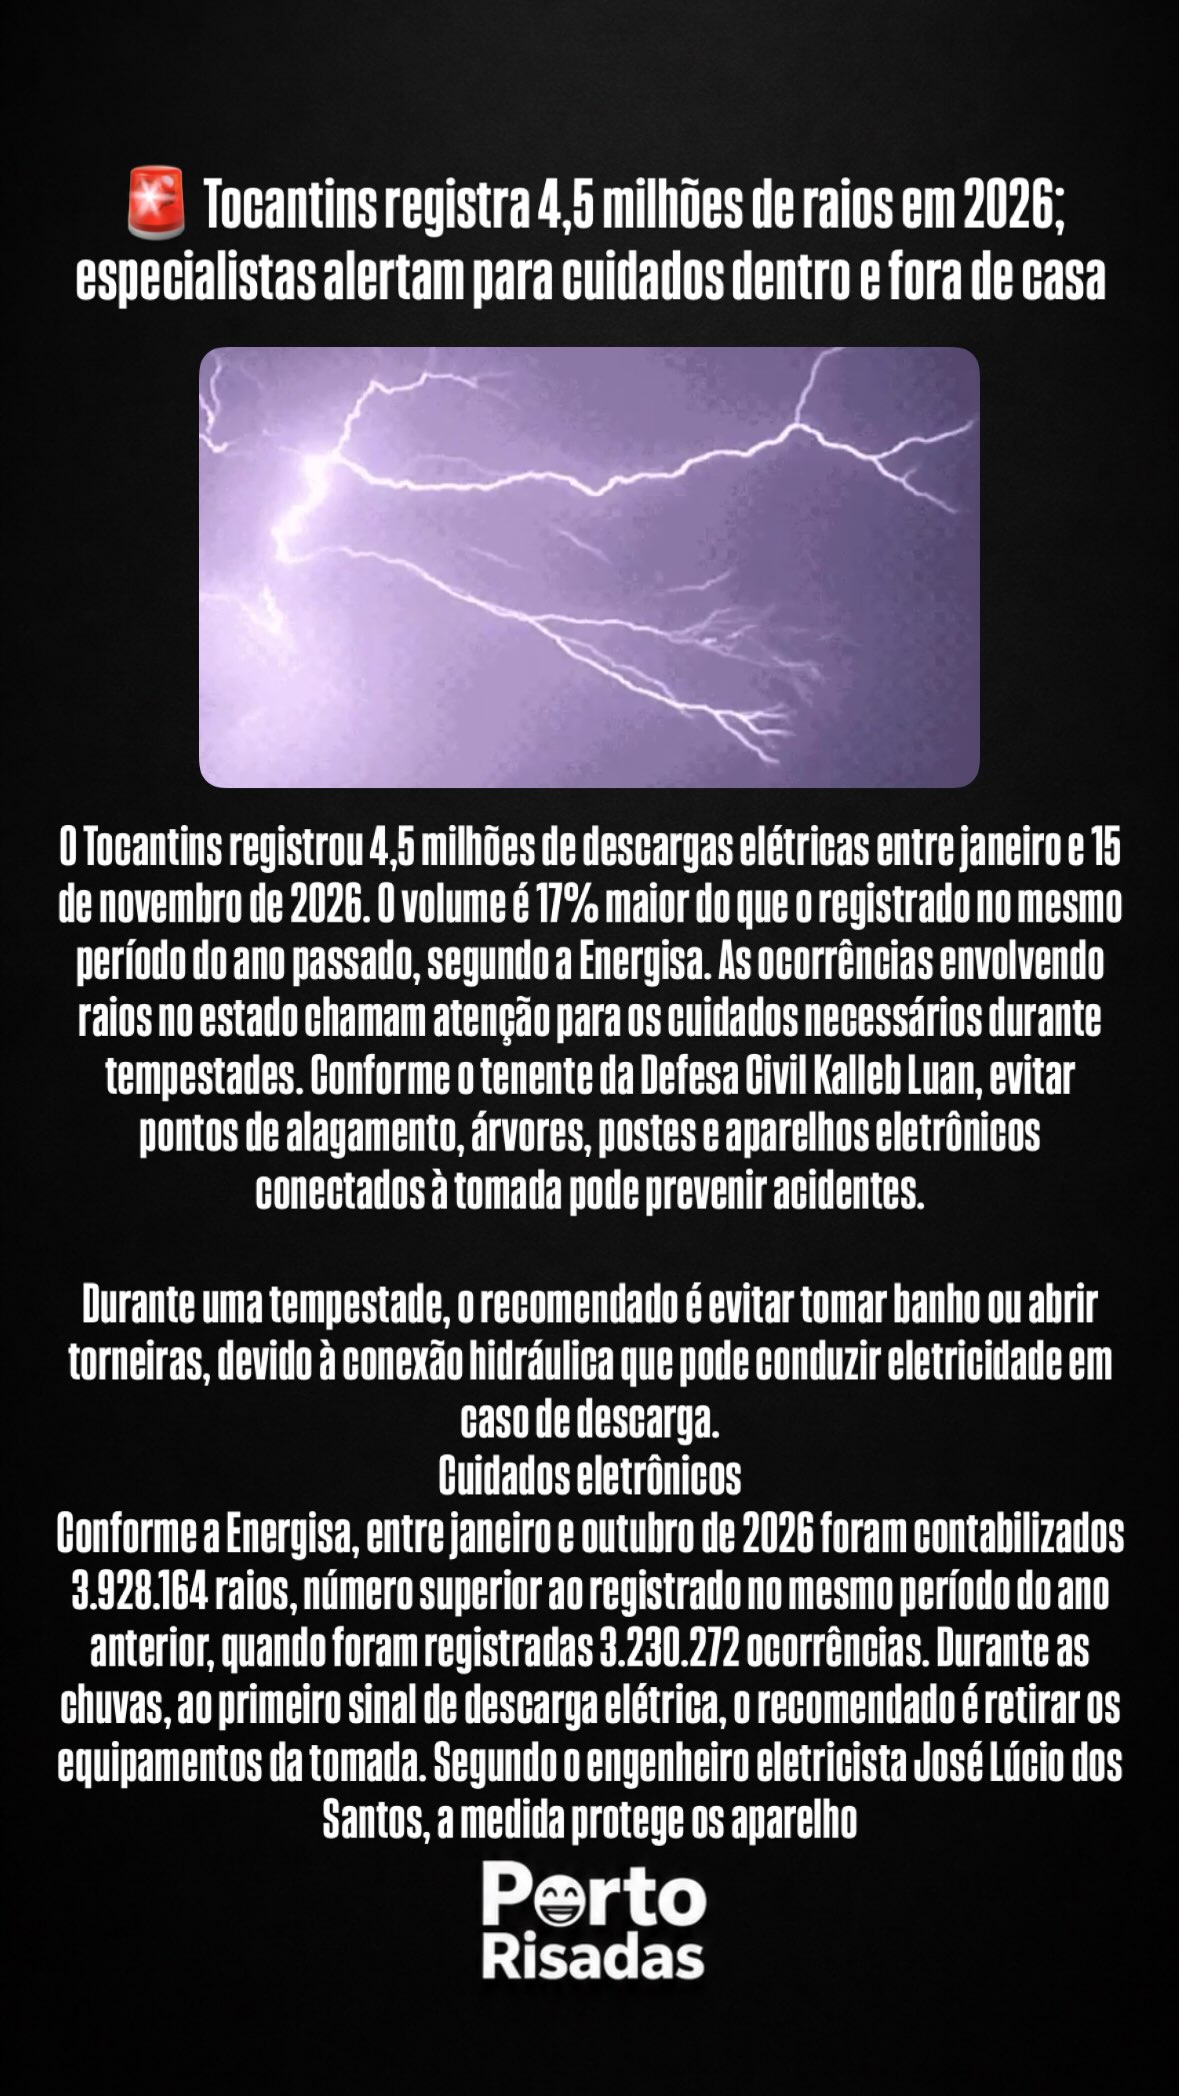 🚨 Tocantins registra 4,5 milhões de raios em 2026;
especialistas alertam para cuidados dentro e fora de casa
O Tocantins registrou 4,5 milhões de descargas elétricas entre janeiro e 15
de novembro de 2026. O volume é 17% maior do que o registrado no mesmo
período do ano passado, segundo a Energisa. As ocorrências envolvendo
raios no estado chamam atenção para os cuidados necessários durante
tempestades. Conforme o tenente da Defesa Civil Kalleb Luan, evitar
pontos de alagamento, árvores, postes e aparelhos eletrônicos
conectados à tomada pode prevenir acidentes.
Durante uma tempestade, o recomendado é evitar tomar banho ou abrir
torneiras, devido à conexão hidráulica que pode conduzir eletricidade em
caso de descarga.
Cuidados eletrônicos
Conforme a Energisa, entre janeiro e outubro de 2026 foram contabilizados
3.928.164 raios, número superior ao registrado no mesmo período do ano
anterior, quando foram registradas 3.230.272 ocorrências. Durante as
chuvas, ao primeiro sinal de descarga elétrica, o recomendado é retirar os
equipamentos da tomada. Segundo o engenheiro eletricista José Lúcio dos
Santos, a medida protege os aparelho
Porto
Risadas